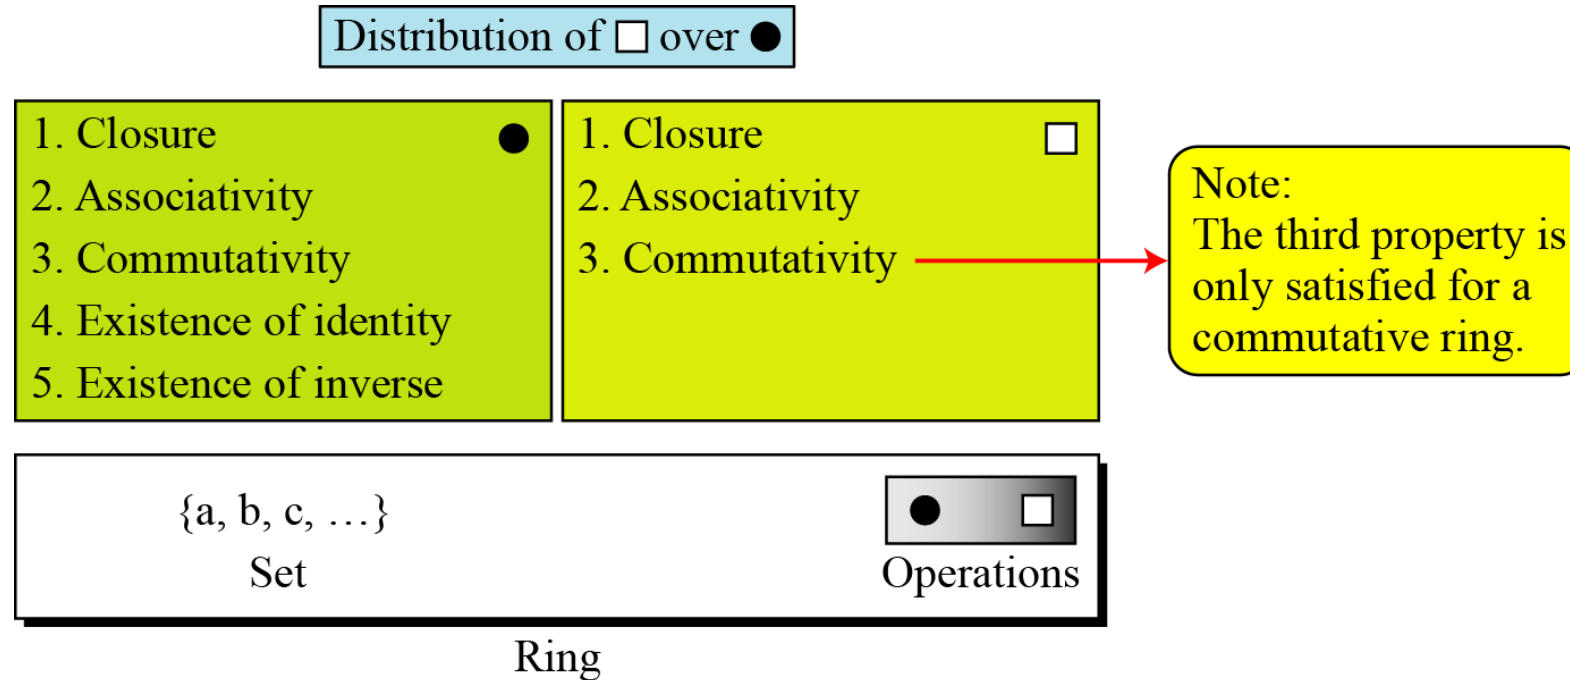 Distribution of □ over ●
1. Closure ●
2. Associativity
3. Commutativity
4. Existence of identity
5. Existence of inverse
1. Closure □
2. Associativity
3. Commutativity
Note:
The third property is
only satisfied for a
commutative ring.
{a, b, c, …}
Set
● □
Operations
Ring